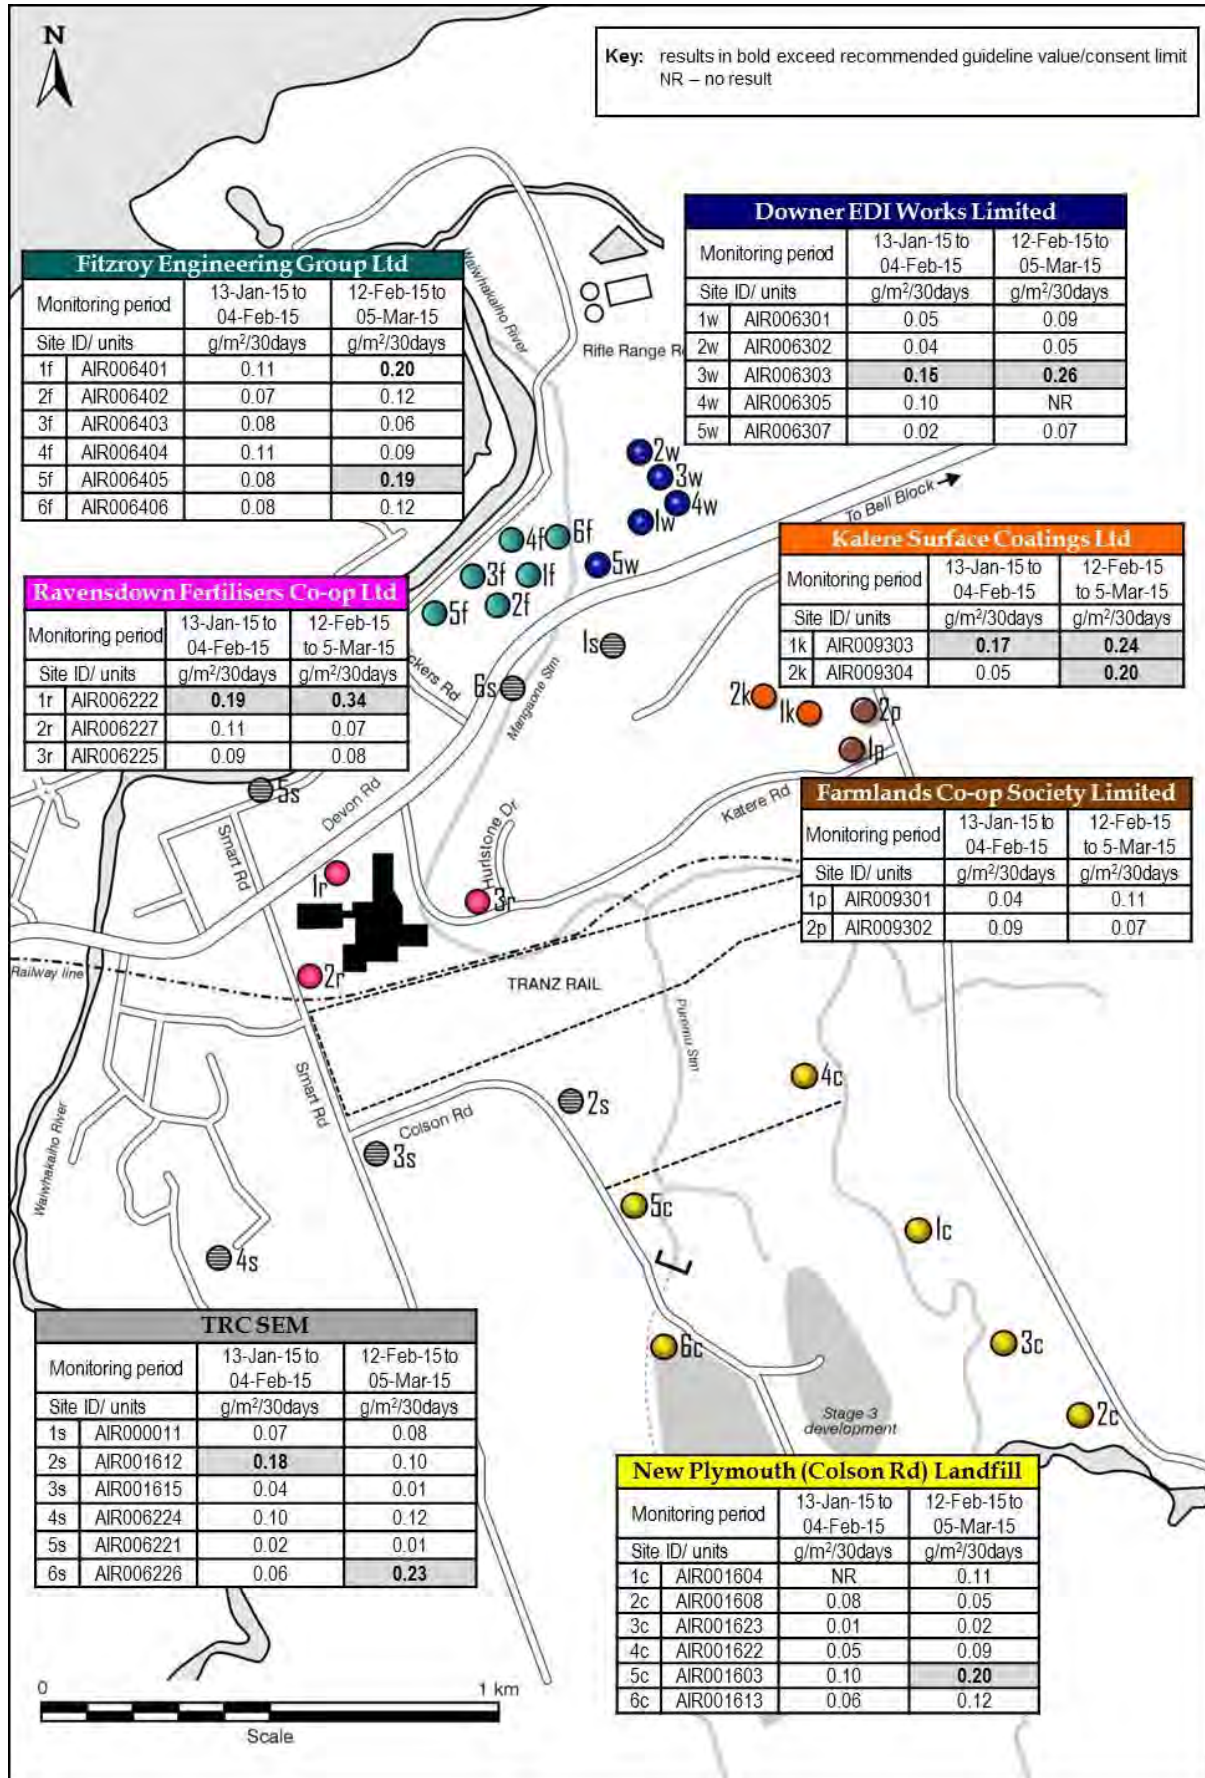 N
Key: results in bold exceed recommended guideline value/consent limit
NR – no result
Downer EDI Works Limited
Monitoring period 13-Jan-15 to 04-Feb-15 12-Feb-15 to 05-Mar-15
Site ID/ units g/m²/30days g/m²/30days
1w AIR006301 0.05 0.09
2w AIR006302 0.04 0.05
3w AIR006303 0.15 0.26
4w AIR006305 0.10 NR
5w AIR006307 0.02 0.07
Fitzroy Engineering Group Ltd
Monitoring period 13-Jan-15 to 04-Feb-15 12-Feb-15 to 05-Mar-15
Site ID/ units g/m²/30days g/m²/30days
1f AIR006401 0.11 0.20
2f AIR006402 0.07 0.12
3f AIR006403 0.08 0.06
4f AIR006404 0.11 0.09
5f AIR006405 0.08 0.19
6f AIR006406 0.08 0.12
Waiwhakaiho River
Rifle Range R
2w
3w
4w
1w
5w
To Bell Block
4f
6f
3f
1f
2f
5f
Katere Surface Coatings Ltd
Monitoring period 13-Jan-15 to 04-Feb-15 12-Feb-15 to 5-Mar-15
Site ID/ units g/m²/30days g/m²/30days
1k AIR009303 0.17 0.24
2k AIR009304 0.05 0.20
Ravensdown Fertilisers Co-op Ltd
Monitoring period 13-Jan-15 to 04-Feb-15 12-Feb-15 to 5-Mar-15
Site ID/ units g/m²/30days g/m²/30days
1r AIR006222 0.19 0.34
2r AIR006227 0.11 0.07
3r AIR006225 0.09 0.08
ckers Rd
1s
6s
Mangaone Stm
2k
1k
2p
1p
5s
Devon Rd
Smart Rd
Katere Rd
Hurlstone Dr
1r
3r
2r
Farmlands Co-op Society Limited
Monitoring period 13-Jan-15 to 04-Feb-15 12-Feb-15 to 5-Mar-15
Site ID/ units g/m²/30days g/m²/30days
1p AIR009301 0.04 0.11
2p AIR009302 0.09 0.07
Railway line
TRANZ RAIL
Puremu Stm
Smart Rd
Colson Rd
Waiwhakaiho River
4c
2s
3s
5c
1c
4s
6c
3c
2c
Stage 3
development
TRC SEM
Monitoring period 13-Jan-15 to 04-Feb-15 12-Feb-15 to 05-Mar-15
Site ID/ units g/m²/30days g/m²/30days
1s AIR000011 0.07 0.08
2s AIR001612 0.18 0.10
3s AIR001615 0.04 0.01
4s AIR006224 0.10 0.12
5s AIR006221 0.02 0.01
6s AIR006226 0.06 0.23
New Plymouth (Colson Rd) Landfill
Monitoring period 13-Jan-15 to 04-Feb-15 12-Feb-15 to 05-Mar-15
Site ID/ units g/m²/30days g/m²/30days
1c AIR001604 NR 0.11
2c AIR001608 0.08 0.05
3c AIR001623 0.01 0.02
4c AIR001622 0.05 0.09
5c AIR001603 0.10 0.20
6c AIR001613 0.06 0.12
0 1 km
Scale